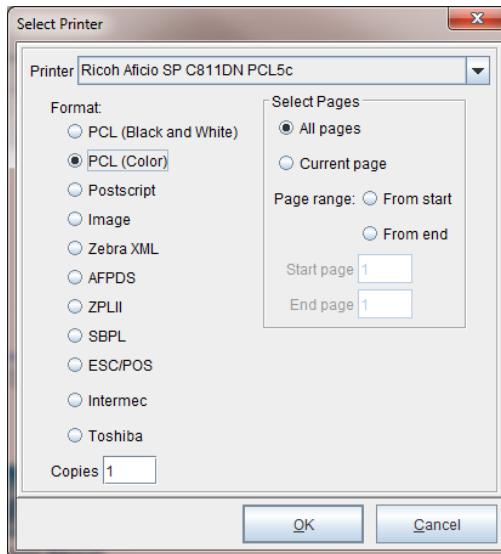 Select Printer
Printer Ricoh Aficio SP C811DN PCL5c
Format:
PCL (Black and White)
PCL (Color)
Postscript
Image
Zebra XML
AFPDS
ZPLII
SBPL
ESC/POS
Intermec
Toshiba
Copies 1
Select Pages
All pages
Current page
Page range: From start
From end
Start page 1
End page 1
OK
Cancel